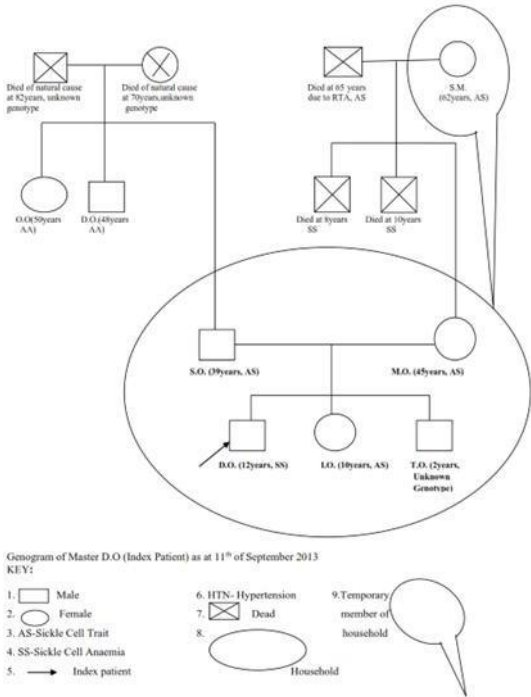 Died of natural cause
at 82years, unknown
genotype
Died of natural cause
at 70years,unknown
genotype
Died at 65 years
due to RTA, AS
S.M.
(62years, AS)
O.O(50years
AA)
D.O.(48years
AA)
Died at 8years
SS
Died at 10years
SS
S.O. (39years, AS)
M.O. (45years, AS)
D.O. (12years, SS)
I.O. (10years, AS)
T.O. (2years,
Unknown
Genotype)
Genogram of Master D.O (Index Patient) as at 11th of September 2013
KEY:
1. Male
2. Female
3. AS-Sickle Cell Trait
4. SS-Sickle Cell Anaemia
5. Index patient
6. HTN- Hypertension
7. Dead
8.
Household
9.Temporary
member of
household